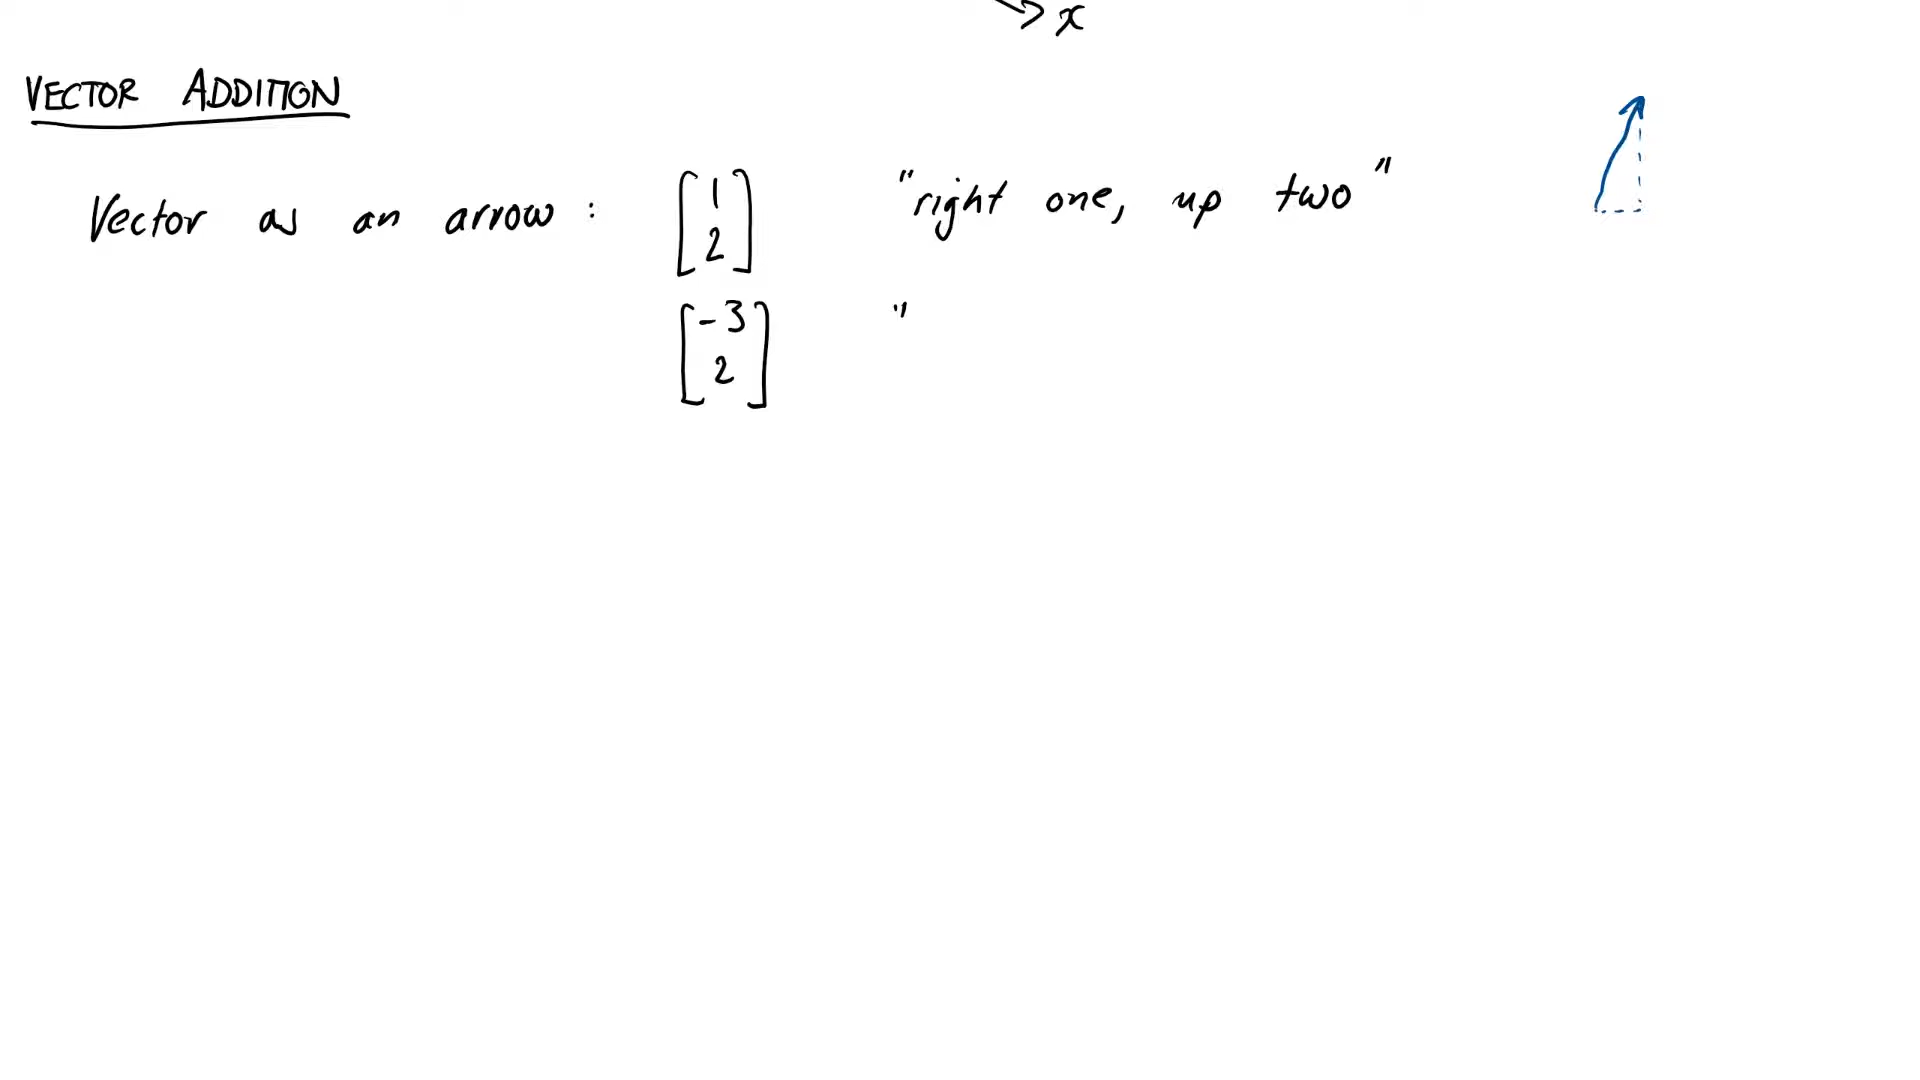 x
VECTOR ADDITION
Vector as an arrow : [1 2] "right one, up two"
[-3 2] "